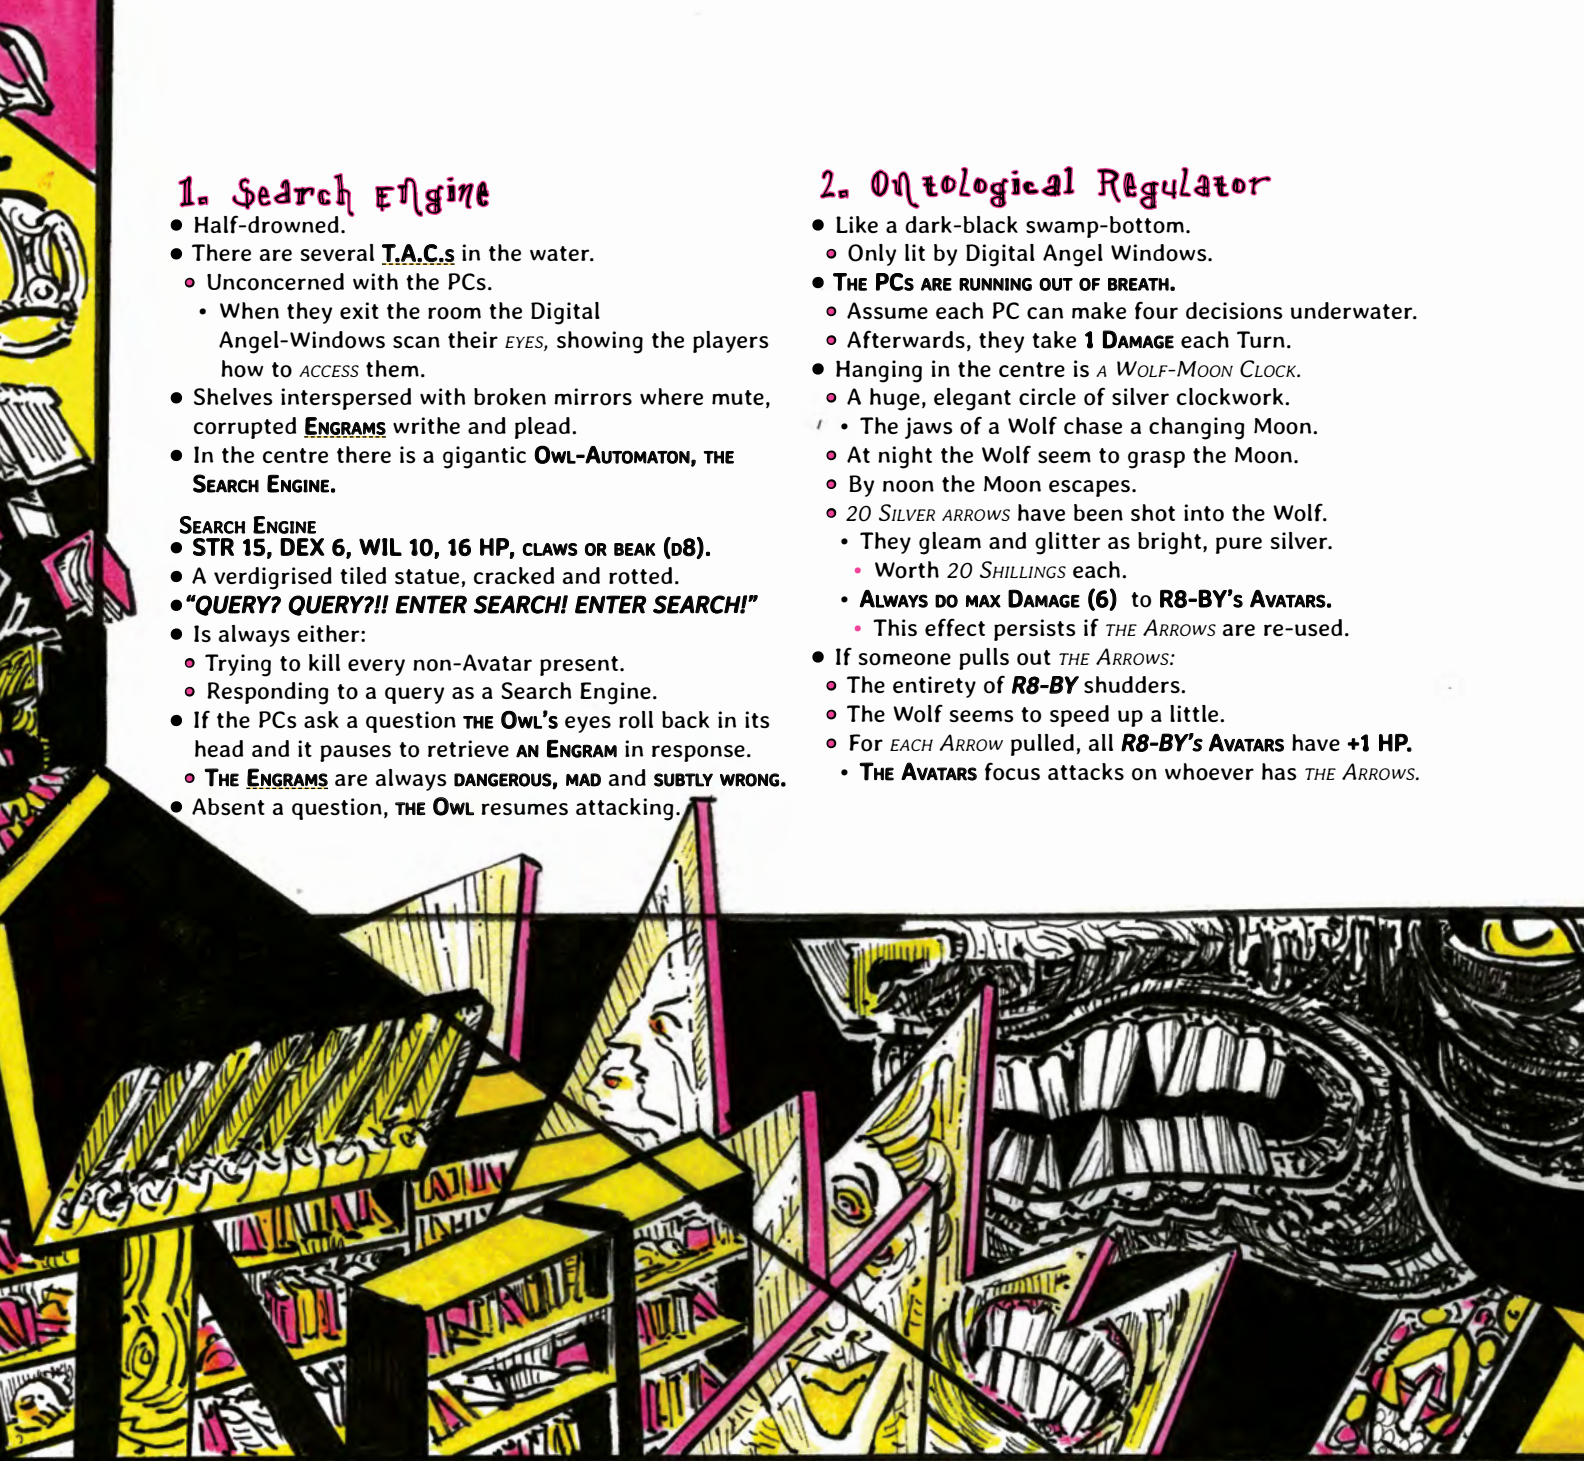 1. Search Engine
• Half-drowned.
• There are several T.A.C.s in the water.
• Unconcerned with the PCs.
• When they exit the room the Digital
Angel-Windows scan their EYES, showing the players
how to ACCESS them.
• Shelves interspersed with broken mirrors where mute,
corrupted ENGRAMS writhe and plead.
• In the centre there is a gigantic OWL-AUTOMATON, THE
SEARCH ENGINE.
SEARCH ENGINE
• STR 15, DEX 6, WIL 10, 16 HP, CLAWS OR BEAK (D8).
• A verdigrised tiled statue, cracked and rotted.
• "QUERY? QUERY?!! ENTER SEARCH! ENTER SEARCH!"
• Is always either:
• Trying to kill every non-Avatar present.
• Responding to a query as a Search Engine.
• If the PCs ask a question THE OWL'S eyes roll back in its
head and it pauses to retrieve AN ENGRAM in response.
• THE ENGRAMS are always DANGEROUS, MAD and SUBTLY WRONG.
• Absent a question, THE OWL resumes attacking.
2. Ontological Regulator
• Like a dark-black swamp-bottom.
• Only lit by Digital Angel Windows.
• THE PCS ARE RUNNING OUT OF BREATH.
• Assume each PC can make four decisions underwater.
• Afterwards, they take 1 DAMAGE each Turn.
• Hanging in the centre is A WOLF-MOON CLOCK.
• A huge, elegant circle of silver clockwork.
• The jaws of a Wolf chase a changing Moon.
• At night the Wolf seem to grasp the Moon.
• By noon the Moon escapes.
• 20 SILVER ARROWS have been shot into the Wolf.
• They gleam and glitter as bright, pure silver.
• Worth 20 SHILLINGS each.
• ALWAYS DO MAX DAMAGE (6) to R8-BY'S AVATARS.
• This effect persists if THE ARROWS are re-used.
• If someone pulls out THE ARROWS:
• The entirety of R8-BY shudders.
• The Wolf seems to speed up a little.
• For EACH ARROW pulled, all R8-BY's AVATARS have +1 HP.
• THE AVATARS focus attacks on whoever has THE ARROWS.